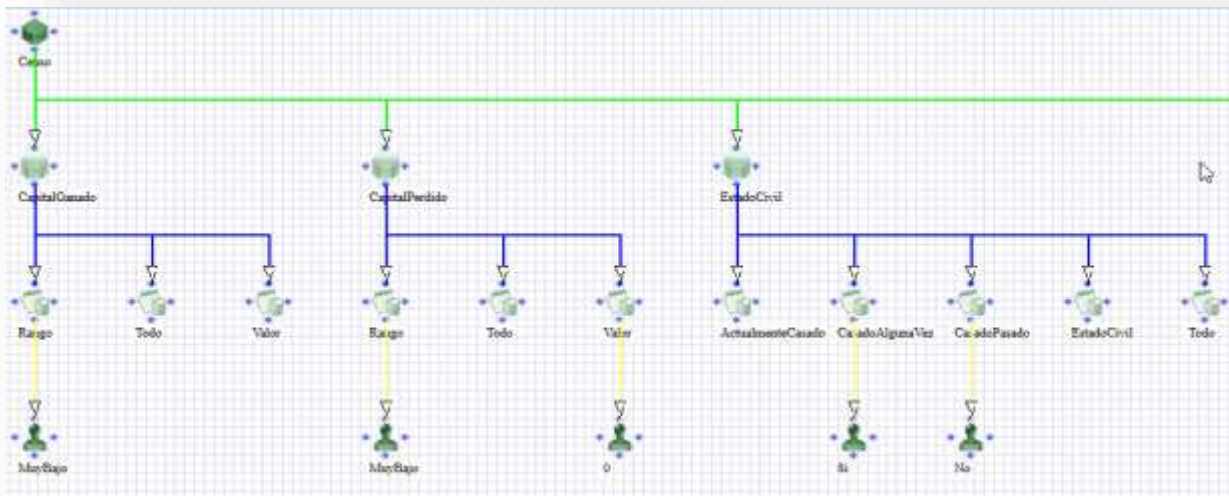 Censo
CapitalGanado CapitalPerdido EstadoCivil
Rango Todo Valor Rango Todo Valor ActualmenteCasado CasadoAlgunaVez CasadoPasado EstadoCivil Todo
MuyBajo MuyBajo 0 Si No